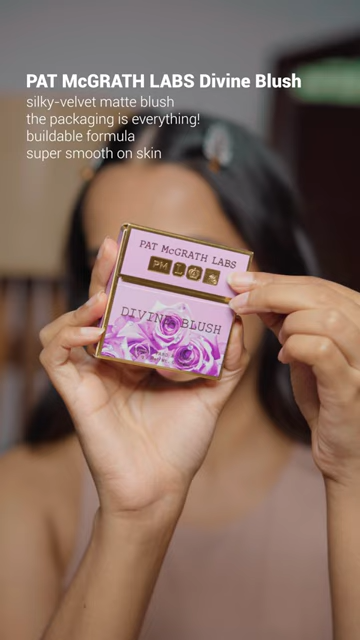 PAT McGRATH LABS Divine Blush
silky-velvet matte blush
the packaging is everything!
buildable formula
super smooth on skin
PAT McGRATH LABS
PM
DIVINE BLUSH